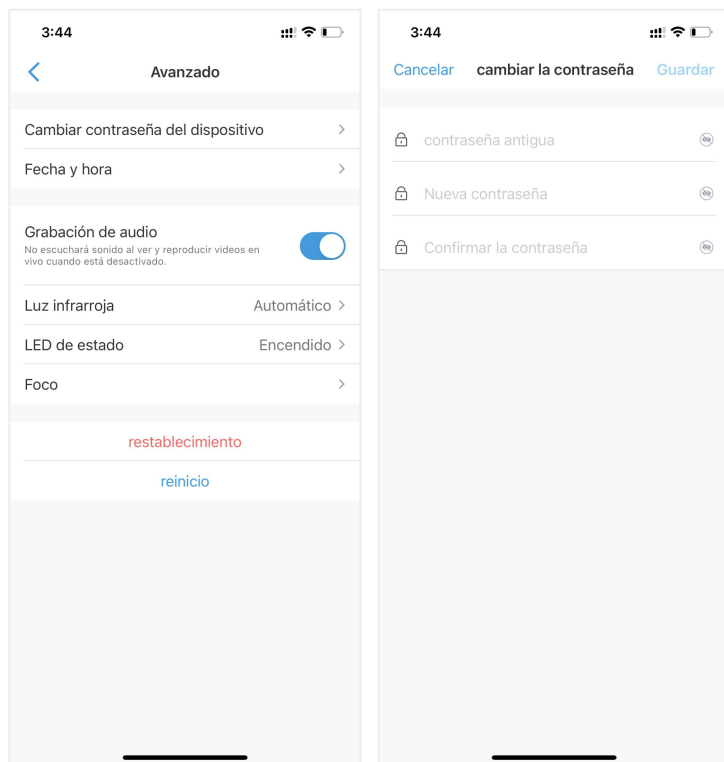 3:44
Avanzado
Cambiar contraseña del dispositivo
Fecha y hora
Grabación de audio
No escuchará sonido al ver y reproducir videos en
vivo cuando está desactivado.
Luz infrarroja Automático
LED de estado Encendido
Foco
restablecimiento
reinicio
3:44
Cancelar cambiar la contraseña Guardar
contraseña antigua
Nueva contraseña
Confirmar la contraseña